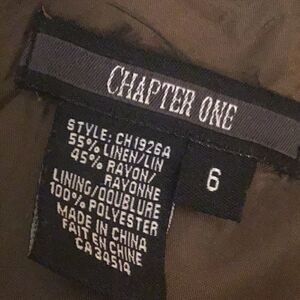 CHAPTER ONE
STYLE: CH1926A
55% LINEN/LIN
45% RAYON/
RAYONNE
LINING/DOUBLURE
100% POLYESTER
MADE IN CHINA
FAIT EN CHINE
CA34514
6